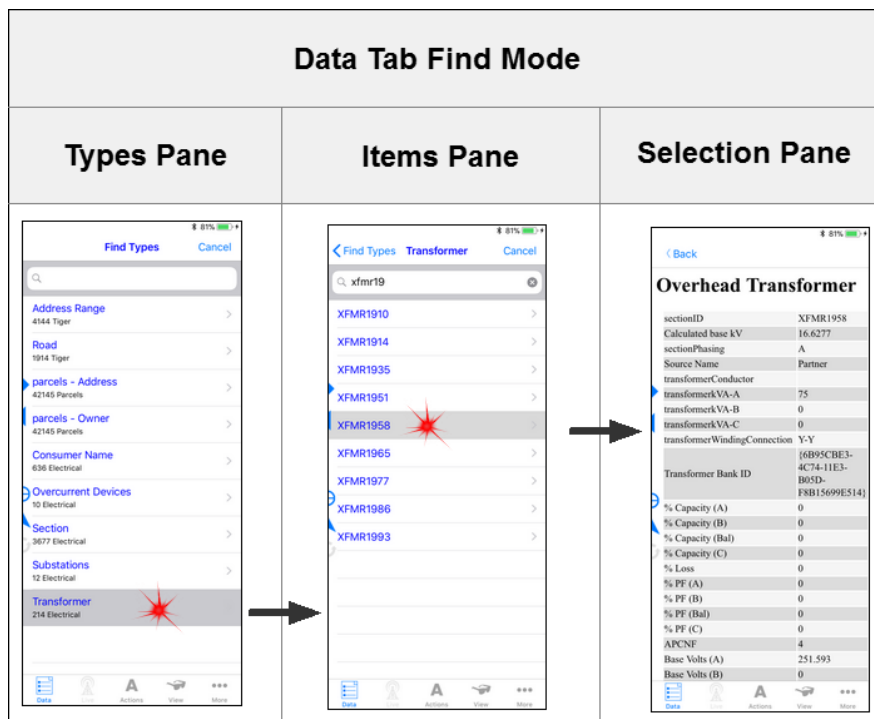 Data Tab Find Mode
Types Pane
Items Pane
Selection Pane
81%
Find Types
Cancel
Address Range
4144 Tiger
Road
1914 Tiger
parcels - Address
42145 Parcels
parcels - Owner
42145 Parcels
Consumer Name
636 Electrical
Overcurrent Devices
10 Electrical
Section
3677 Electrical
Substations
12 Electrical
Transformer
214 Electrical
Data Live Actions View More
81%
Find Types Transformer Cancel
xfmr19
XFMR1910
XFMR1914
XFMR1935
XFMR1951
XFMR1958
XFMR1965
XFMR1977
XFMR1986
XFMR1993
Data Live Actions View More
81%
Back
Overhead Transformer
sectionID XFMR1958
Calculated base kV 16.6277
sectionPhasing A
Source Name Partner
transformerConductor
transformerkVA-A 75
transformerkVA-B 0
transformerkVA-C 0
transformerWindingConnection Y-Y
Transformer Bank ID {6B95CBE3-
4C74-11E3-
B05D-
F8B15699E514}
% Capacity (A) 0
% Capacity (B) 0
% Capacity (Bal) 0
% Capacity (C) 0
% Loss 0
% PF (A) 0
% PF (B) 0
% PF (Bal) 0
% PF (C) 0
APCNF 4
Base Volts (A) 251.593
Base Volts (B) 0
Data Live Actions View More